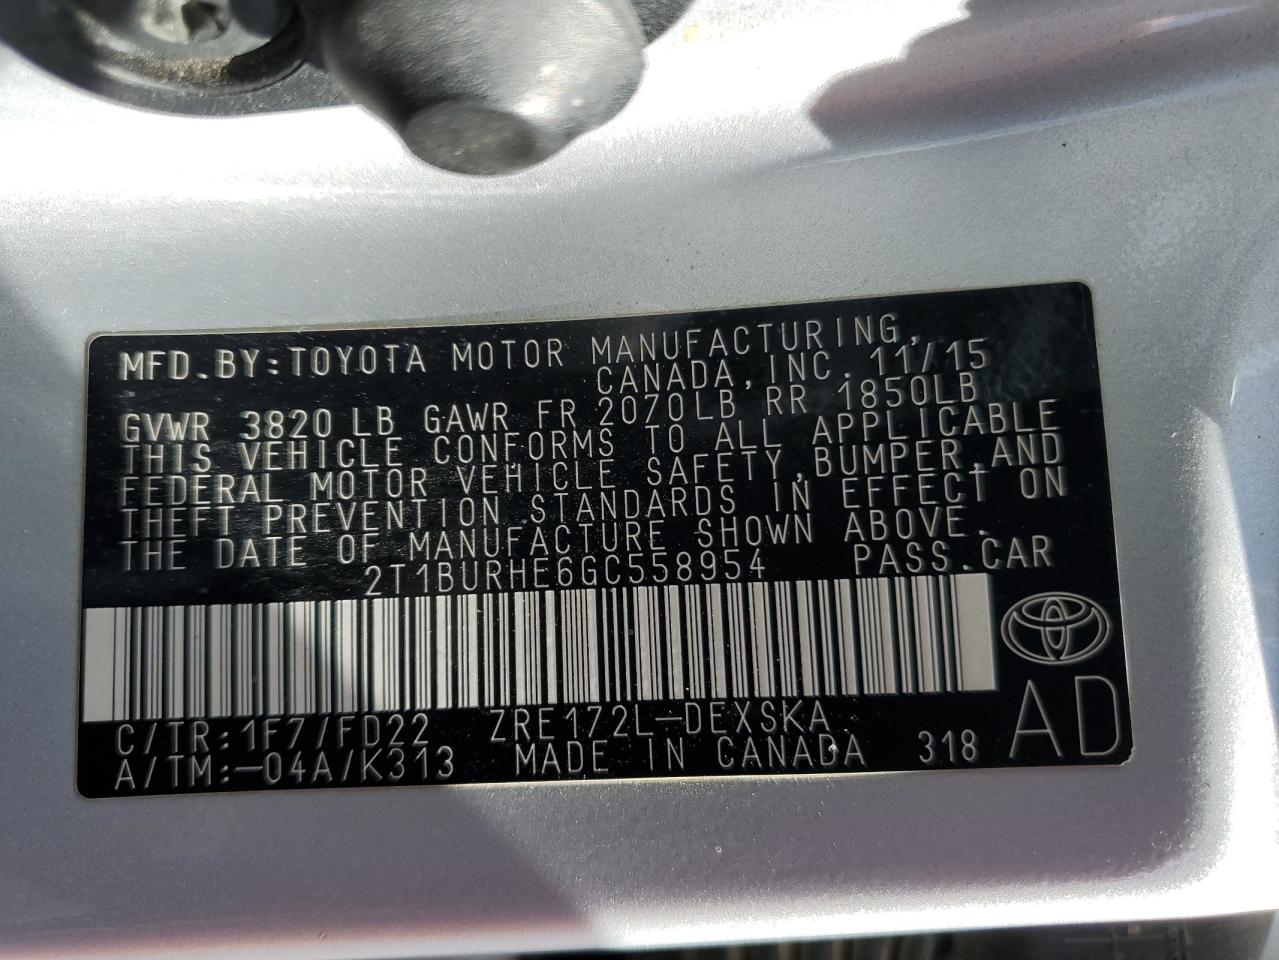 MFD.BY:TOYOTA MOTOR MANUFACTURING,
CANADA,INC. 11/15
GVWR 3820 LB GAWR FR 2070LB RR 1850LB
THIS VEHICLE CONFORMS TO ALL APPLICABLE
FEDERAL MOTOR VEHICLE SAFETY,BUMPER,AND
THEFT PREVENTION STANDARDS IN EFFECT ON
THE DATE OF MANUFACTURE SHOWN ABOVE.
2T1BURHE6GC558954 PASS.CAR
C/TR:1F7/FD22 ZRE172L-DEXSKA
A/TM:-04A/K313 MADE IN CANADA 318 AD